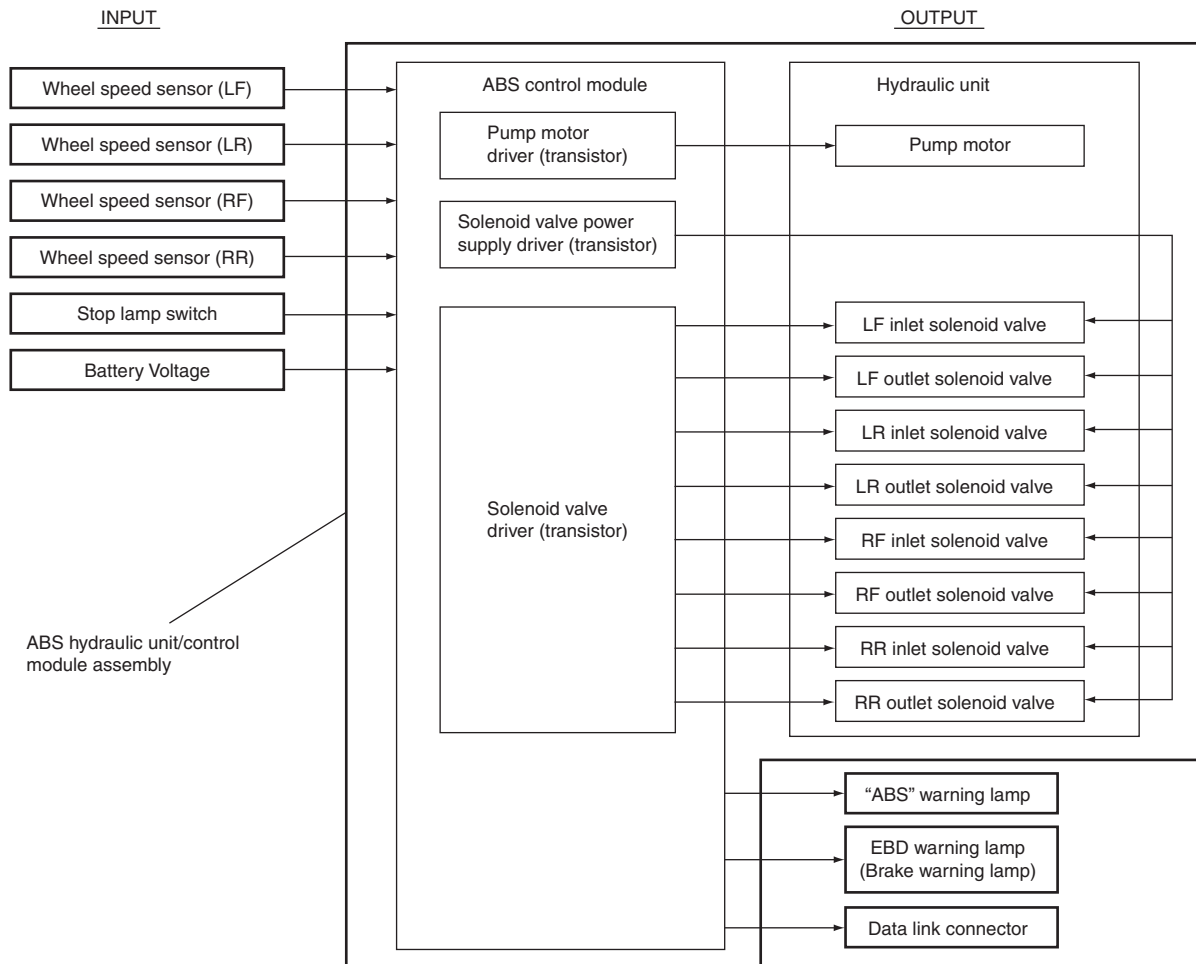 INPUT
OUTPUT
Wheel speed sensor (LF)
Wheel speed sensor (LR)
Wheel speed sensor (RF)
Wheel speed sensor (RR)
Stop lamp switch
Battery Voltage
ABS hydraulic unit/control
module assembly
ABS control module
Pump motor
driver (transistor)
Solenoid valve power
supply driver (transistor)
Solenoid valve
driver (transistor)
Hydraulic unit
Pump motor
LF inlet solenoid valve
LF outlet solenoid valve
LR inlet solenoid valve
LR outlet solenoid valve
RF inlet solenoid valve
RF outlet solenoid valve
RR inlet solenoid valve
RR outlet solenoid valve
“ABS” warning lamp
EBD warning lamp
(Brake warning lamp)
Data link connector